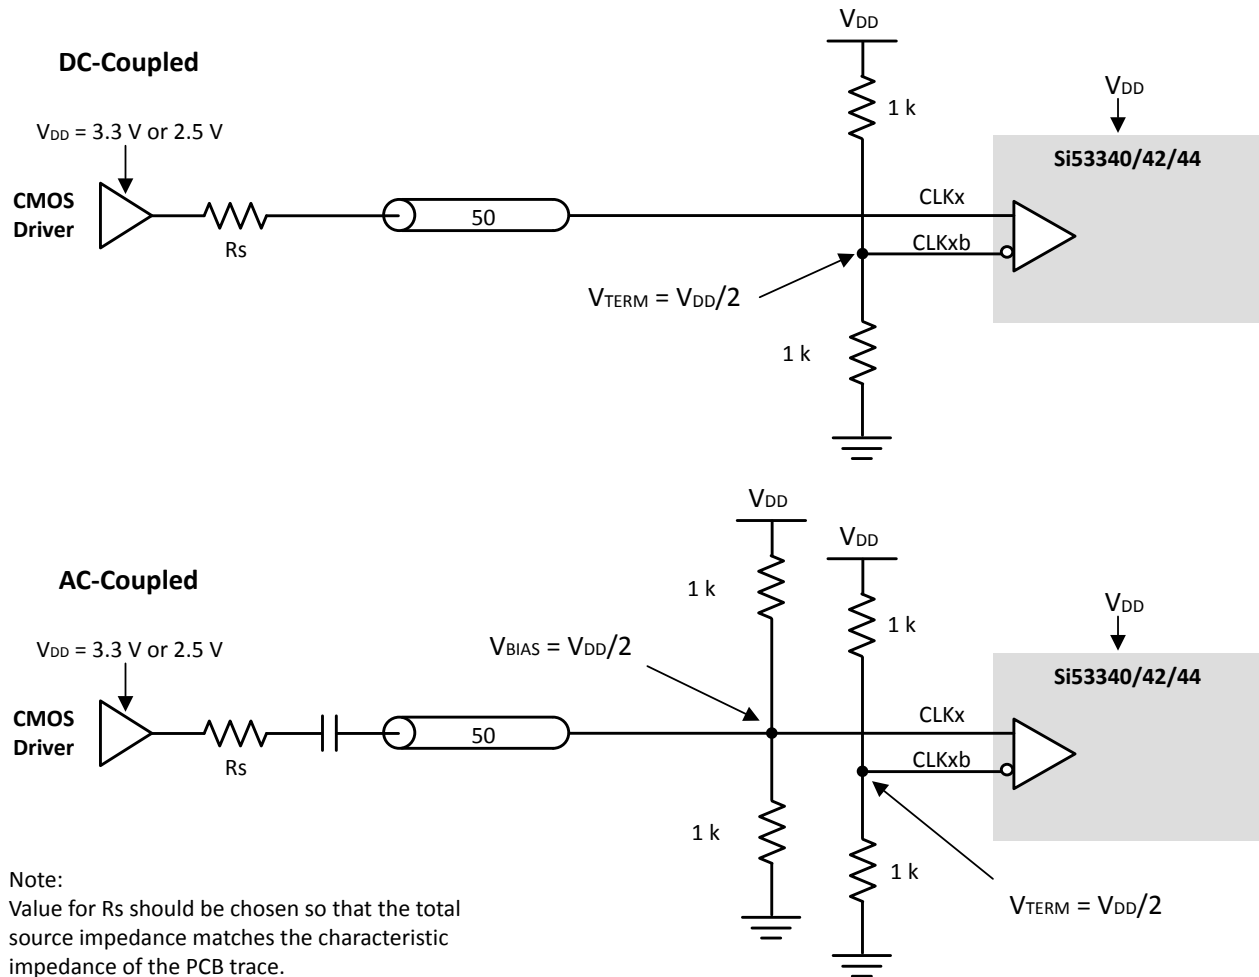 DC-Coupled
VDD = 3.3 V or 2.5 V
CMOS
Driver
Rs
50
VDD
1 k
VTERM = VDD/2
1 k
CLKx
CLKxb
VDD
Si53340/42/44
AC-Coupled
VDD = 3.3 V or 2.5 V
CMOS
Driver
Rs
50
VDD
1 k
VBIAS = VDD/2
1 k
VDD
1 k
1 k
CLKx
CLKxb
VDD
Si53340/42/44
VTERM = VDD/2
Note:
Value for Rs should be chosen so that the total
source impedance matches the characteristic
impedance of the PCB trace.